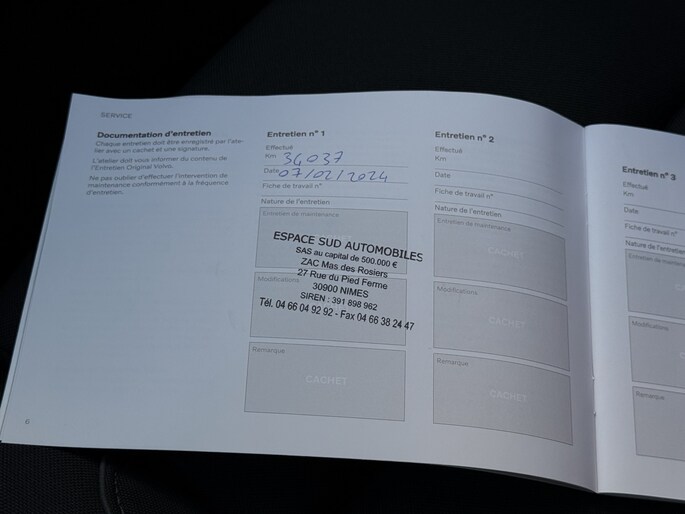 SERVICE
Documentation d'entretien
Chaque entretien doit être enregistré par l'ate-
lier avec un cachet et une signature.
L'atelier doit vous informer du contenu de
l'Entretien Original Volvo.
Ne pas oublier d'effectuer l'intervention de
maintenance conformément à la fréquence
d'entretien.
6
Entretien n° 1
Effectué
Km 34037
Date 07/02/2024
Fiche de travail n°
Nature de l'entretien
Entretien de maintenance
ESPACE SUD AUTOMOBILES
SAS au capital de 500.000 €
ZAC Mas des Rosiers
27 Rue du Pied Ferme
30900 NIMES
SIREN : 391 898 962
Tél. 04 66 04 92 92 - Fax 04 66 38 24 47
Modifications
Remarque
CACHET
Entretien n° 2
Effectué
Km
Date
Fiche de travail n°
Nature de l'entretien
Entretien de maintenance
CACHET
Modifications
CACHET
Remarque
CACHET
Entretien n° 3
Effectué
Km
Date
Fiche de travail n°
Nature de l'entretien
Entretien de mainten
Modifications
Remarque